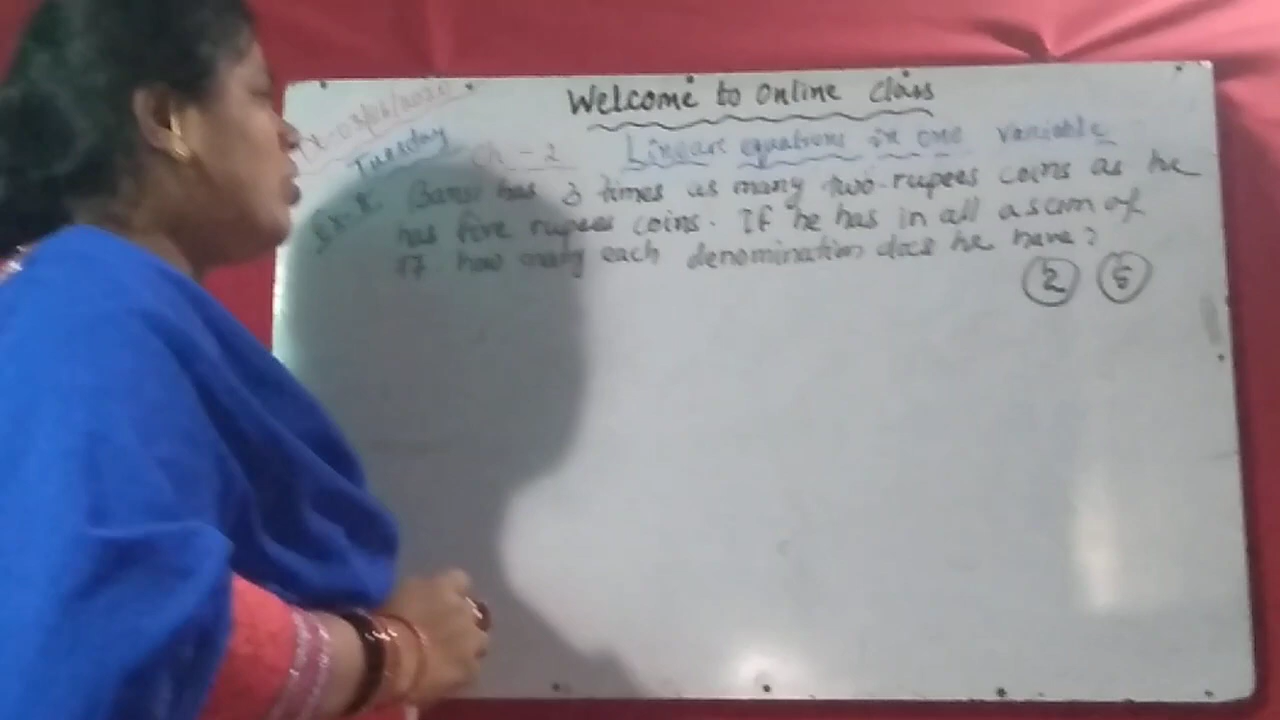 Welcome to Online Class
Tuesday
Ch - 2 Linear equations in one variable
Ex-8. Bansi has 3 times as many two-rupees coins as he
has five rupees coins. If he has in all a sum of
77 how many each denomination does he have?
2 5